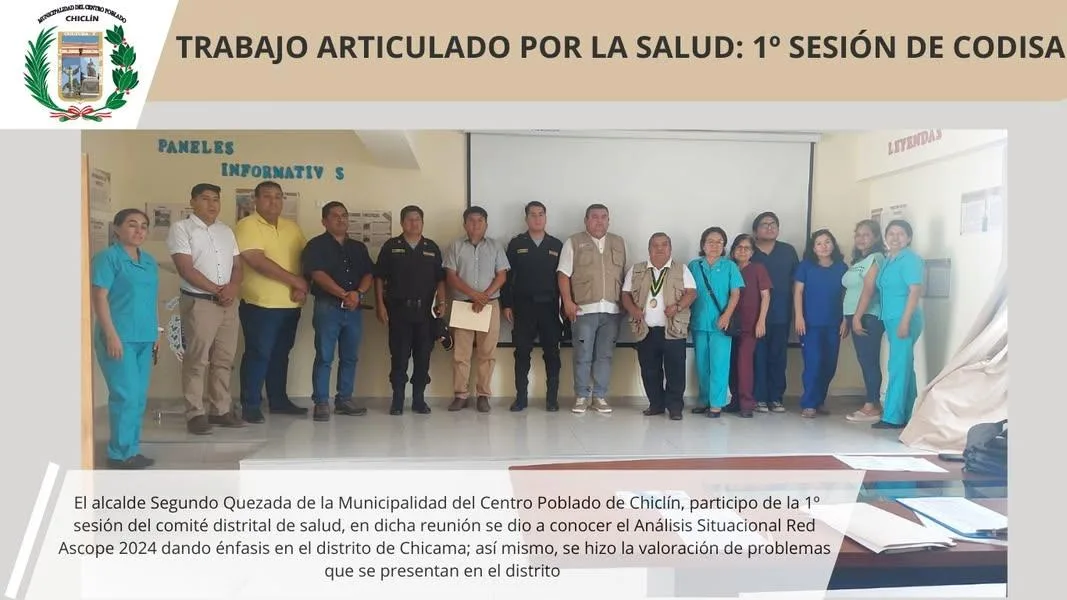 MUNICIPALIDAD DEL CENTRO POBLADO
CHICLÍN
TRABAJO ARTICULADO POR LA SALUD: 1º SESIÓN DE CODISA
PANELES
INFORMATIV S
LEYENDAS
El alcalde Segundo Quezada de la Municipalidad del Centro Poblado de Chiclín, participo de la 1º
sesión del comité distrital de salud, en dicha reunión se dio a conocer el Análisis Situacional Red
Ascope 2024 dando énfasis en el distrito de Chicama; así mismo, se hizo la valoración de problemas
que se presentan en el distrito